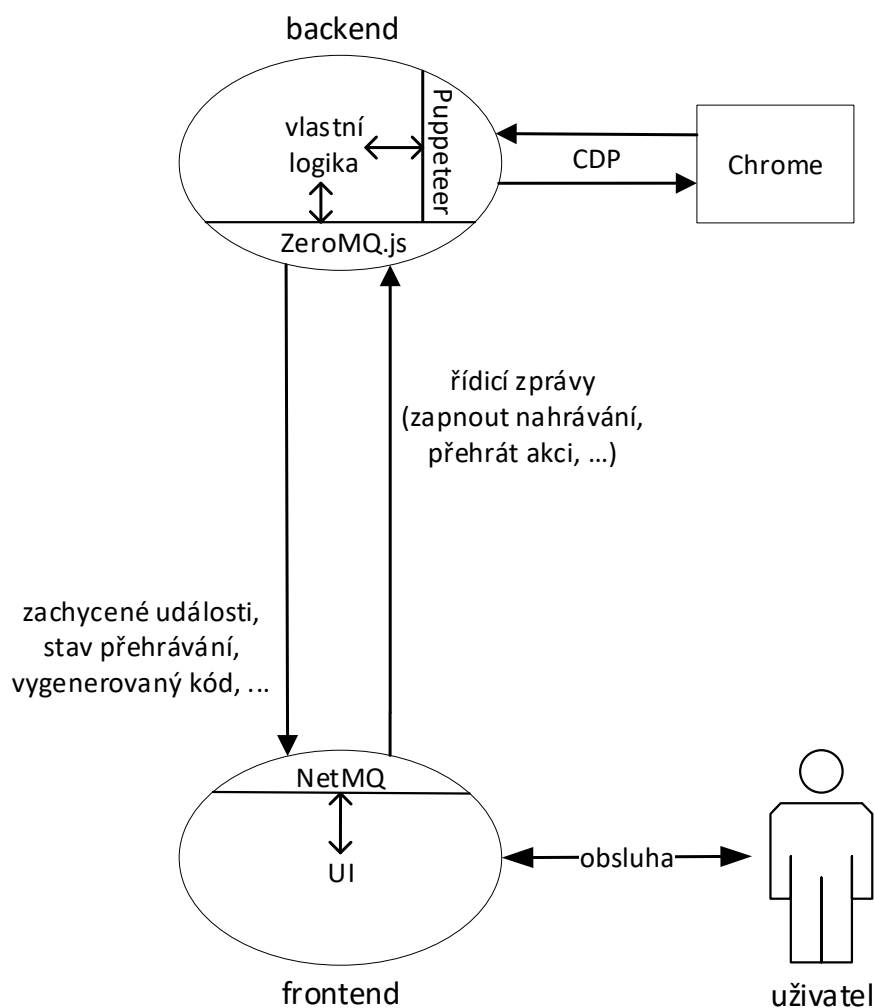 backend
Puppeteer
vlastní
logika
CDP
Chrome
ZeroMQ.js
řídicí zprávy
(zapnout nahrávání,
přehrát akci, ...)
zachycené události,
stav přehrávání,
vygenerovaný kód, ...
NetMQ
UI
obsluha
frontend
uživatel